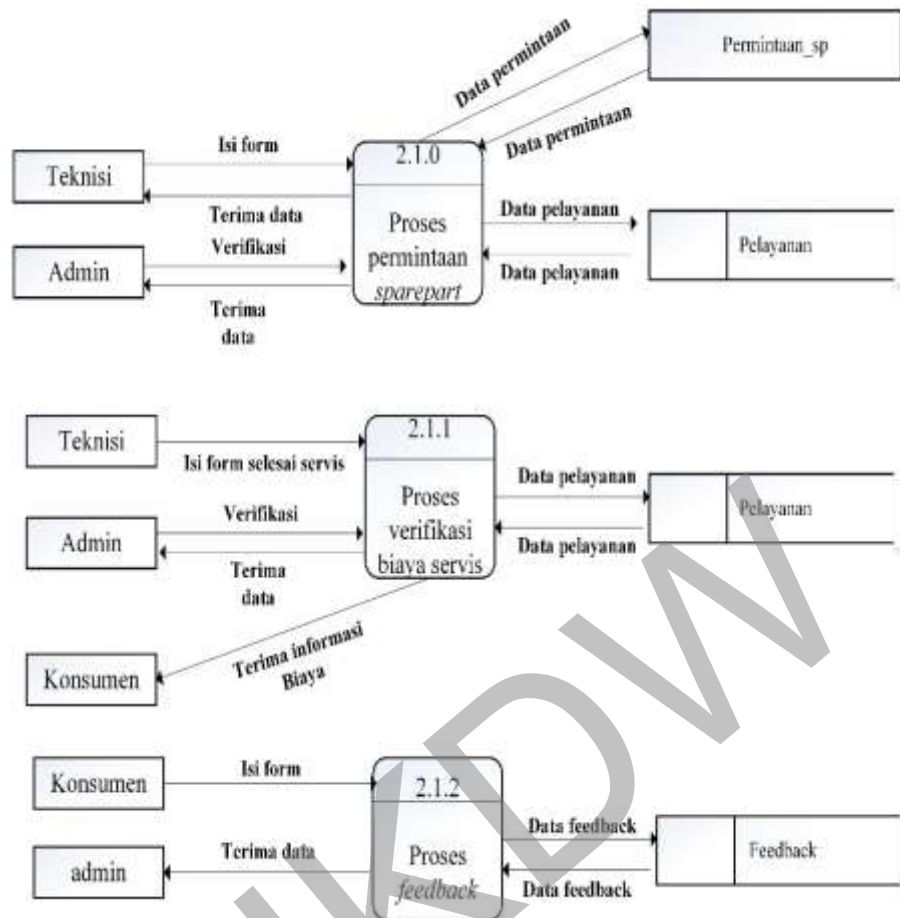 Data permintaan
Permintaan_sp
Data permintaan
Isi form
Teknisi
Terima data
Verifikasi
Admin
Terima
data
2.1.0
Proses
permintaan
sparepart
Data pelayanan
Data pelayanan
Pelayanan
Teknisi
Isi form selesai servis
Admin
Verifikasi
Terima
data
2.1.1
Proses
verifikasi
biaya servis
Data pelayanan
Data pelayanan
Pelayanan
Konsumen
Terima informasi
Biaya
Konsumen
Isi form
admin
Terima data
2.1.2
Proses
feedback
Data feedback
Data feedback
Feedback
KDW